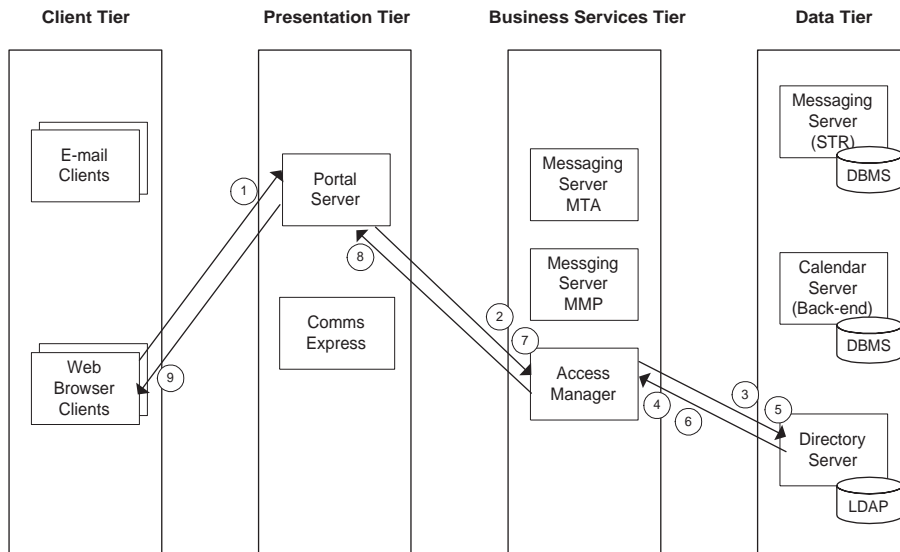 Client Tier
Presentation Tier
Business Services Tier
Data Tier
E-mail
Clients
Web
Browser
Clients
1
9
Portal
Server
8
Comms
Express
Messaging
Server
MTA
Messging
Server
MMP
2
7
Access
Manager
4
6
3
5
Messaging
Server
(STR)
DBMS
Calendar
Server
(Back-end)
DBMS
Directory
Server
LDAP